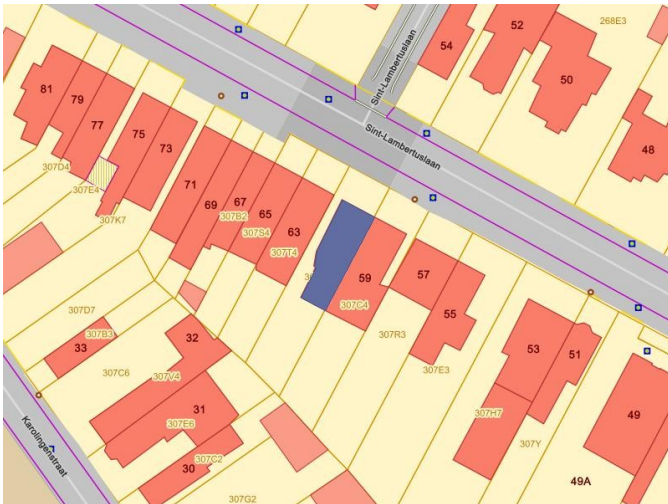 268E3
52
54
50
48
Sint-Lambertuslaan
Sint-Lambertuslaan
81
79
77
75
73
71
69
67
65
63
59
57
55
53
51
49
49A
307D4
307E4
307K7
307B2
307S4
307T4
307C4
307R3
307E3
307H7
307Y
307D7
307B3
33
32
307C6
307V4
31
307E6
307C2
30
307G2
Karolingenstraat